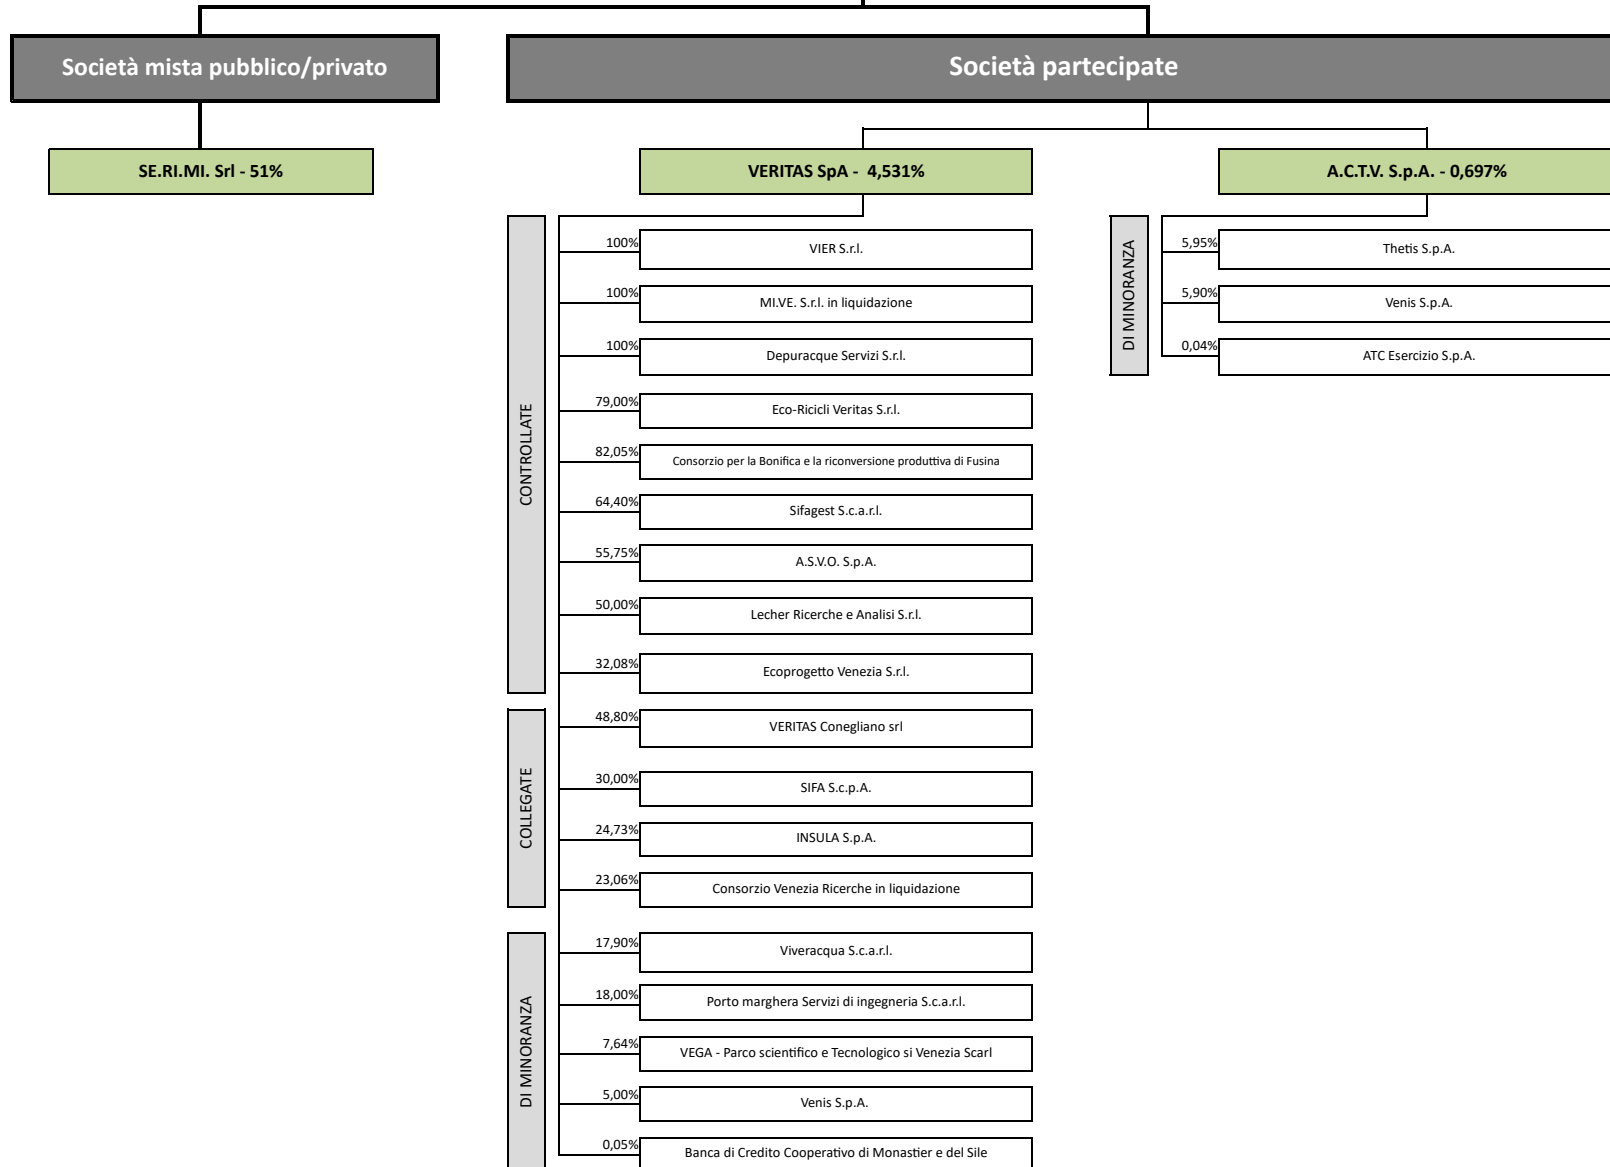 Società mista pubblico/privato
Società partecipate
SE.RI.MI. Srl - 51%
VERITAS SpA - 4,531%
A.C.T.V. S.p.A. - 0,697%
CONTROLLATE
100%
VIER S.r.l.
100%
MI.VE. S.r.l. in liquidazione
100%
Depuracque Servizi S.r.l.
79,00%
Eco-Ricicli Veritas S.r.l.
82,05%
Consorzio per la Bonifica e la riconversione produttiva di Fusina
64,40%
Sifagest S.c.a.r.l.
55,75%
A.S.V.O. S.p.A.
50,00%
Lecher Ricerche e Analisi S.r.l.
32,08%
Ecoprogetto Venezia S.r.l.
COLLEGATE
48,80%
VERITAS Conegliano srl
30,00%
SIFA S.c.p.A.
24,73%
INSULA S.p.A.
23,06%
Consorzio Venezia Ricerche in liquidazione
DI MINORANZA
17,90%
Viveracqua S.c.a.r.l.
18,00%
Porto marghera Servizi di ingegneria S.c.a.r.l.
7,64%
VEGA - Parco scientifico e Tecnologico si Venezia Scarl
5,00%
Venis S.p.A.
0,05%
Banca di Credito Cooperativo di Monastier e del Sile
DI MINORANZA
5,95%
Thetis S.p.A.
5,90%
Venis S.p.A.
0,04%
ATC Esercizio S.p.A.